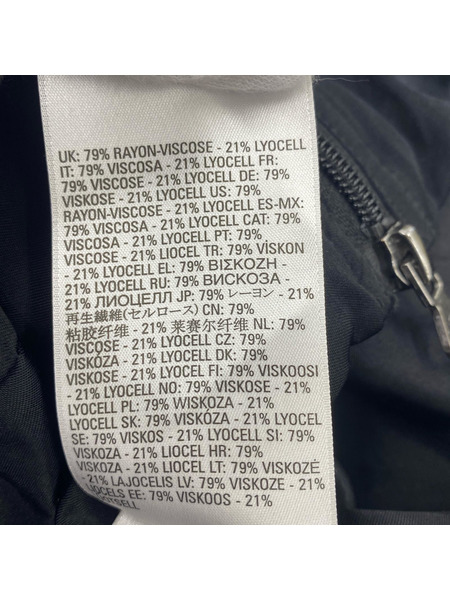 UK: 79% RAYON-VISCOSE - 21% LYOCELL
IT: 79% VISCOSA - 21% LYOCELL FR:
79% VISCOSE - 21% LYOCELL DE: 79%
VISKOSE - 21% LYOCELL US: 79%
RAYON-VISCOSE - 21% LYOCELL ES-MX:
79% VISCOSA - 21% LYOCELL CAT: 79%
VISCOSA - 21% LYOCELL PT: 79%
VISCOSE - 21% LIOCEL TR: 79% VİSKON
- 21% LYOCELL EL: 79% ΒΙΣΚΟΖΗ - 21%
LYOCELL RU: 79% ВИСКОЗА -
21% ЛИОЦЕЛЛ JP: 79% レーヨン - 21%
再生繊維(セルロース) CN: 79%
粘胶纤维 - 21% 莱赛尔纤维 NL: 79%
VISCOSE - 21% LYOCELL CZ: 79%
VISKÓZA - 21% LYOCELL DK: 79%
VISKOSE - 21% LYOCELL FI: 79% VISKOOSI
- 21% LYOCELL NO: 79% VISKOSE - 21%
LYOCELL PL: 79% WISKOZA - 21%
LYOCELL SK: 79% VISKÓZA - 21% LYOCELL
SE: 79% VISKOS - 21% LYOCELL SI: 79%
VISKOZA - 21% LIOCEL HR: 79%
VISKOZA - 21% LIOCEL LT: 79% VISKOZĖ
- 21% LAJOCELIS LV: 79% VISKOZE - 21%
LIOCELS EE: 79% VISKOOS - 21%